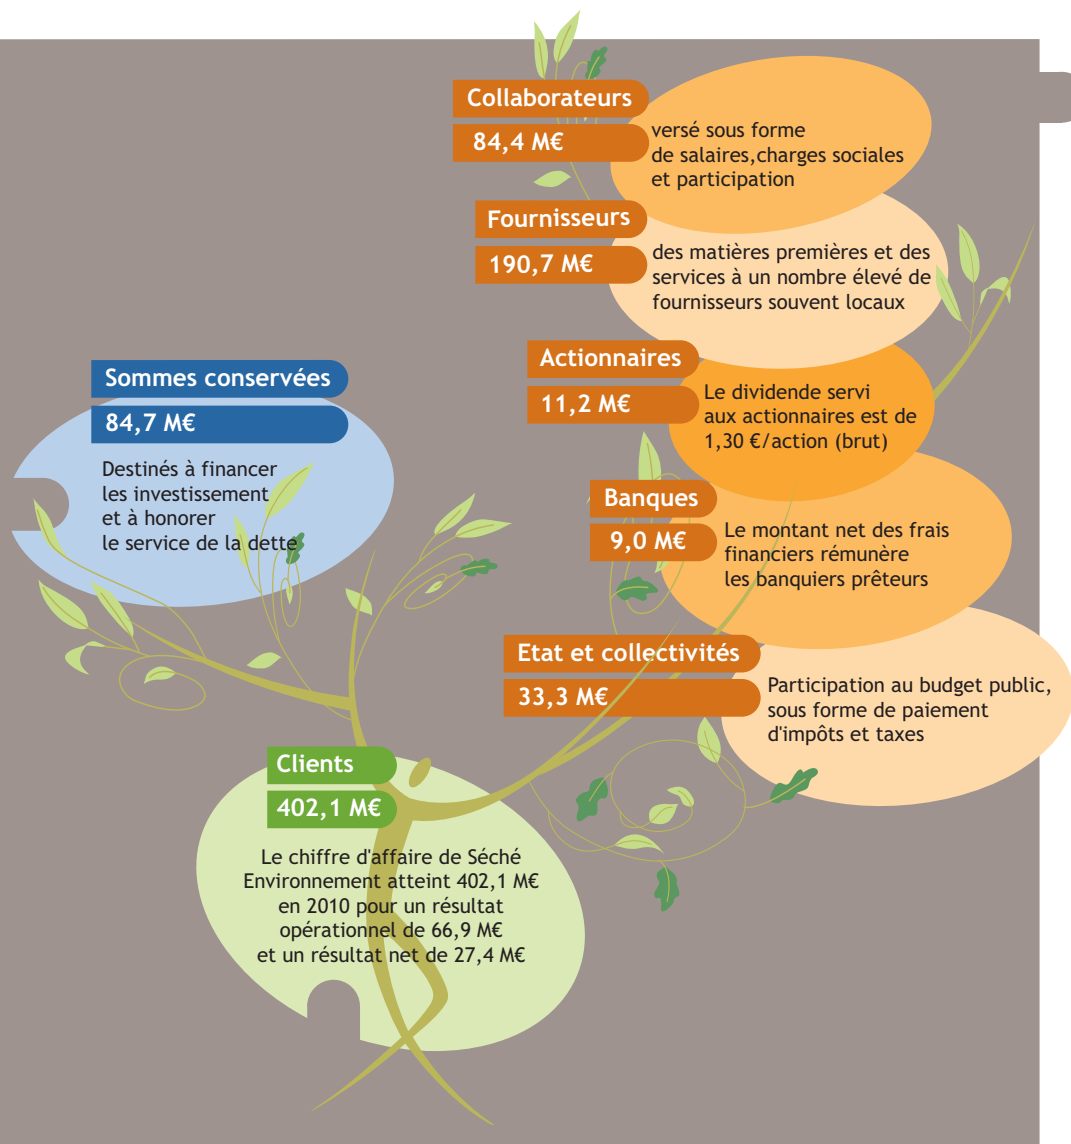 Collaborateurs
84,4 M€
versé sous forme
de salaires,charges sociales
et participation
Fournisseurs
190,7 M€
des matières premières et des
services à un nombre élevé de
fournisseurs souvent locaux
Actionnaires
11,2 M€
Le dividende servi
aux actionnaires est de
1,30 €/action (brut)
Sommes conservées
84,7 M€
Destinés à financer
les investissement
et à honorer
le service de la dette
Banques
9,0 M€
Le montant net des frais
financiers rémunère
les banquiers prêteurs
Etat et collectivités
33,3 M€
Participation au budget public,
sous forme de paiement
d'impôts et taxes
Clients
402,1 M€
Le chiffre d'affaire de Séché
Environnement atteint 402,1 M€
en 2010 pour un résultat
opérationnel de 66,9 M€
et un résultat net de 27,4 M€